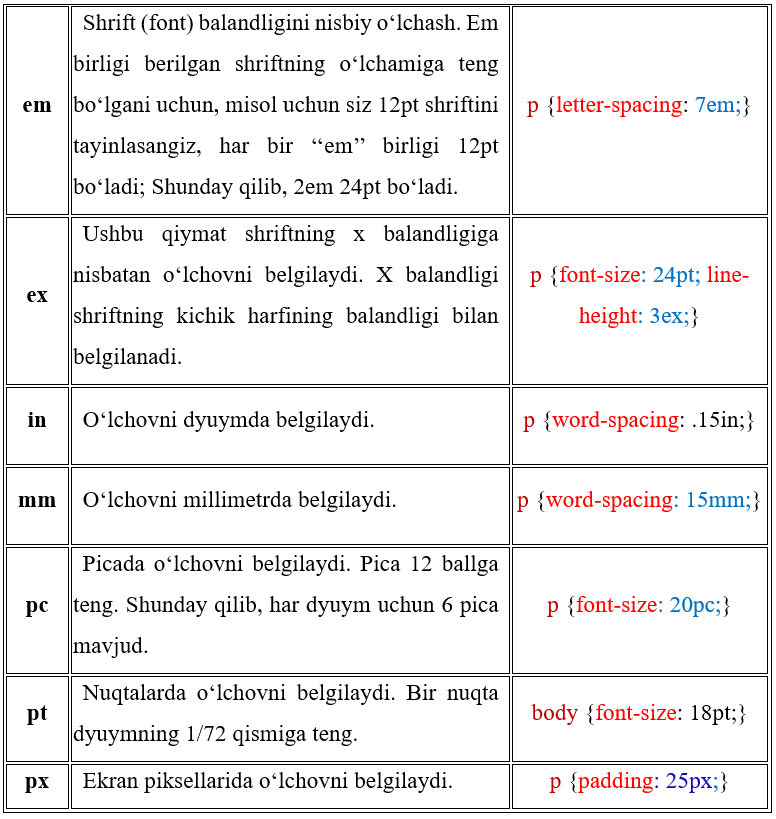 em
Shrift (font) balandligini nisbiy o‘lchash. Em
birligi berilgan shriftning o‘lchamiga teng
bo‘lgani uchun, misol uchun siz 12pt shriftini
tayinlasangiz, har bir ‘‘em’’ birligi 12pt
bo‘ladi; Shunday qilib, 2em 24pt bo‘ladi.
p {letter-spacing: 7em;}
ex
Ushbu qiymat shriftning x balandligiga
nisbatan o‘lchovni belgilaydi. X balandligi
shriftning kichik harfining balandligi bilan
belgilanadi.
p {font-size: 24pt; line-
height: 3ex;}
in
O‘lchovni dyuymda belgilaydi.
p {word-spacing: .15in;}
mm
O‘lchovni millimetrda belgilaydi.
p {word-spacing: 15mm;}
pc
Picada o‘lchovni belgilaydi. Pica 12 ballga
teng. Shunday qilib, har dyuym uchun 6 pica
mavjud.
p {font-size: 20pc;}
pt
Nuqtalarda o‘lchovni belgilaydi. Bir nuqta
dyuymning 1/72 qismiga teng.
body {font-size: 18pt;}
px
Ekran piksellarida o‘lchovni belgilaydi.
p {padding: 25px;}